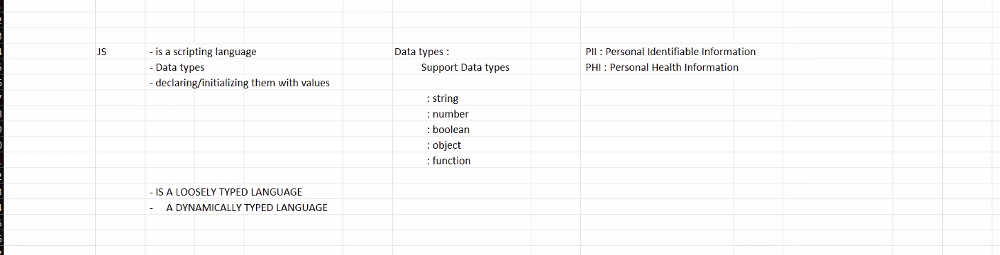 JS - is a scripting language Data types : PII : Personal Identifiable Information
- Data types Support Data types PHI : Personal Health Information
- declaring/initializing them with values
: string
: number
: boolean
: object
: function
- IS A LOOSELY TYPED LANGUAGE
- A DYNAMICALLY TYPED LANGUAGE